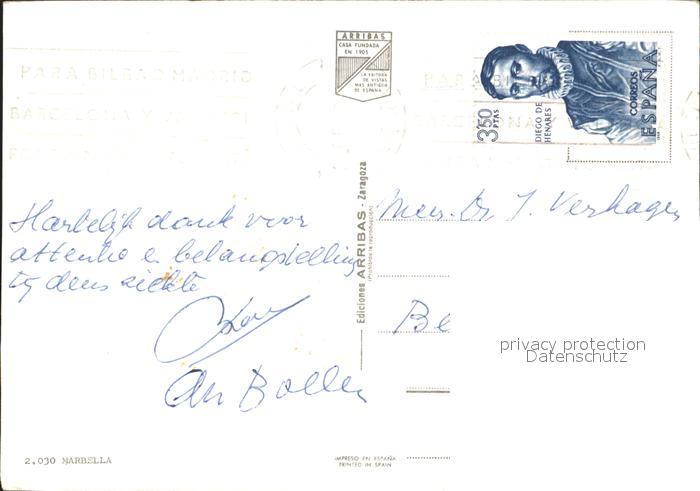 ARRIBAS
CASA FUNDADA
EN 1905
LA EDITORA
DE VISTAS
MAS ANTIGUA
DE ESPAÑA
PARA BILBAO MADRID
BARCELONA Y
3'50 PTAS
DIEGO DE HENARES
CORREOS
ESPAÑA
Hartelijk dank voor
attentie en belangstelling
tijdens ziekte
An Bollen
Ediciones ARRIBAS - Zaragoza
(Prohibida la reproducción)
Mevr. Dr. J. Verhagen
Be
privacy protection
Datenschutz
2.030 MARBELLA
IMPRESO EN ESPAÑA
PRINTED IN SPAIN